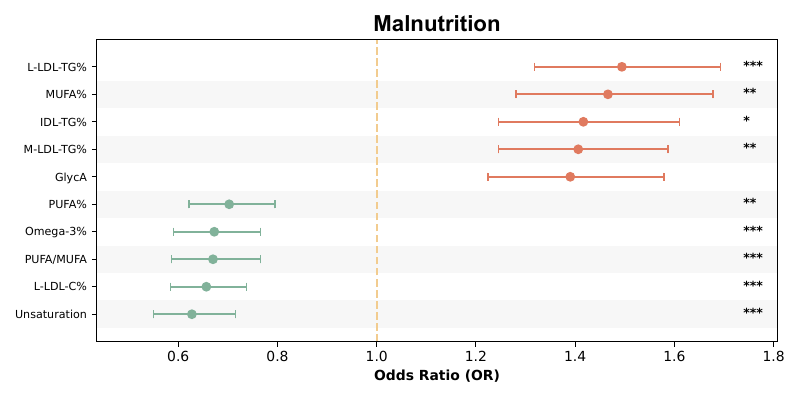 Malnutrition
L-LDL-TG% ***
MUFA% **
IDL-TG% *
M-LDL-TG% **
GlycA
PUFA% **
Omega-3% ***
PUFA/MUFA ***
L-LDL-C% ***
Unsaturation ***
0.6 0.8 1.0 1.2 1.4 1.6 1.8
Odds Ratio (OR)